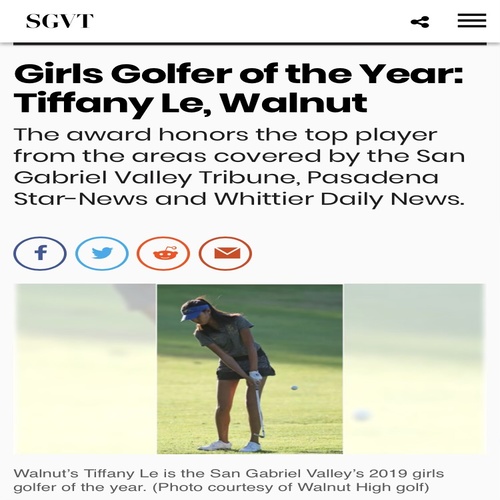 SGVT
Girls Golfer of the Year:
Tiffany Le, Walnut
The award honors the top player
from the areas covered by the San
Gabriel Valley Tribune, Pasadena
Star-News and Whittier Daily News.
Walnut's Tiffany Le is the San Gabriel Valley's 2019 girls
golfer of the year. (Photo courtesy of Walnut High golf)